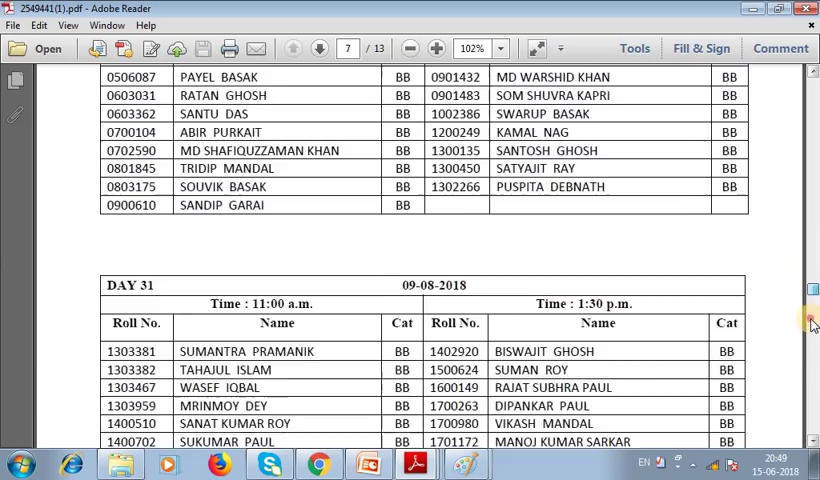 2549441(1).pdf - Adobe Reader
File Edit View Window Help
Open 7 / 13 102% Tools Fill & Sign Comment
0506087 PAYEL BASAK BB 0901432 MD WARSHID KHAN BB
0603031 RATAN GHOSH BB 0901483 SOM SHUVRA KAPRI BB
0603362 SANTU DAS BB 1002386 SWARUP BASAK BB
0700104 ABIR PURKAIT BB 1200249 KAMAL NAG BB
0702590 MD SHAFIQUZZAMAN KHAN BB 1300135 SANTOSH GHOSH BB
0801845 TRIDIP MANDAL BB 1300450 SATYAJIT RAY BB
0803175 SOUVIK BASAK BB 1302266 PUSPITA DEBNATH BB
0900610 SANDIP GARAI BB
DAY 31 09-08-2018
Time : 11:00 a.m. Time : 1:30 p.m.
Roll No. Name Cat Roll No. Name Cat
1303381 SUMANTRA PRAMANIK BB 1402920 BISWAJIT GHOSH BB
1303382 TAHAJUL ISLAM BB 1500624 SUMAN ROY BB
1303467 WASEF IQBAL BB 1600149 RAJAT SUBHRA PAUL BB
1303959 MRINMOY DEY BB 1700263 DIPANKAR PAUL BB
1400510 SANAT KUMAR ROY BB 1700980 VIKASH MANDAL BB
1400702 SUKUMAR PAUL BB 1701172 MANOJ KUMAR SARKAR BB
EN 20:49
15-06-2018